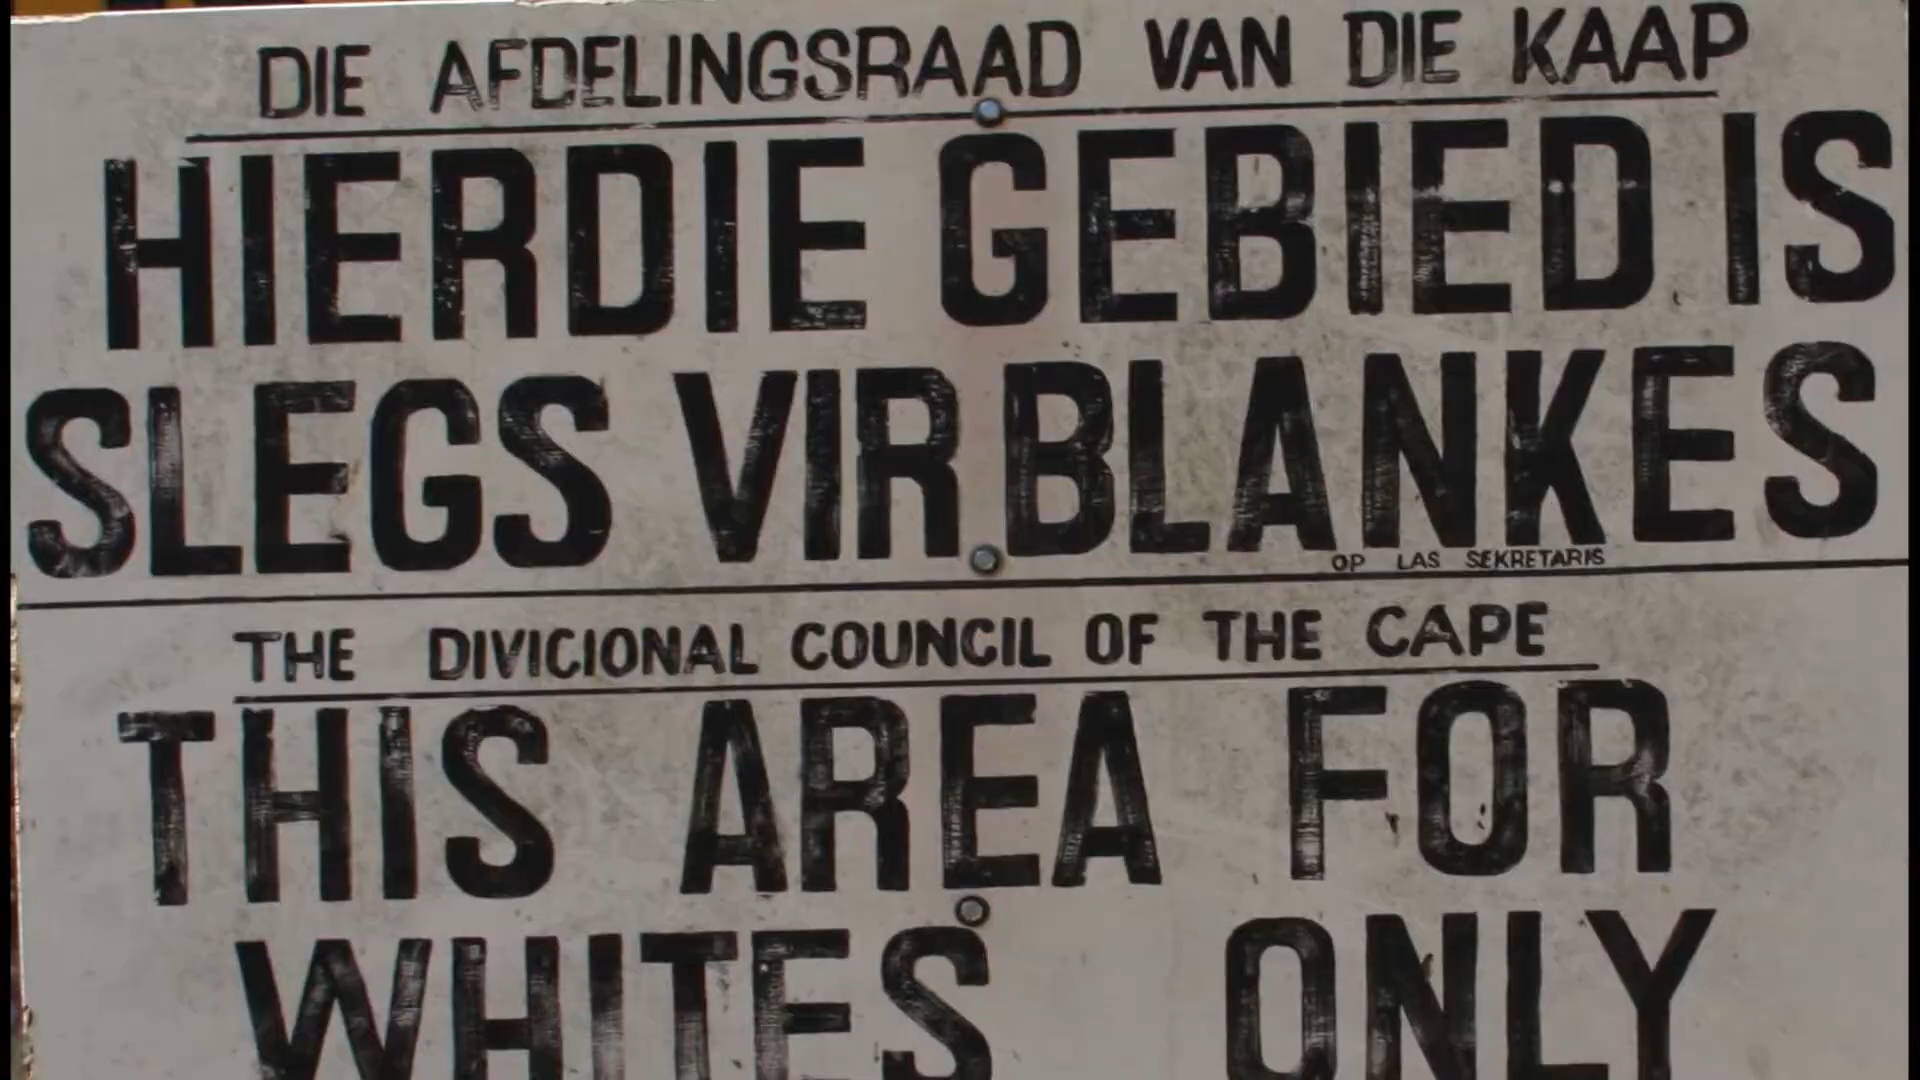 DIE AFDELINGSRAAD VAN DIE KAAP
HIERDIE GEBIED IS
SLEGS VIR BLANKES
OP LAS SEKRETARIS
THE DIVICIONAL COUNCIL OF THE CAPE
THIS AREA FOR
WHITES ONLY